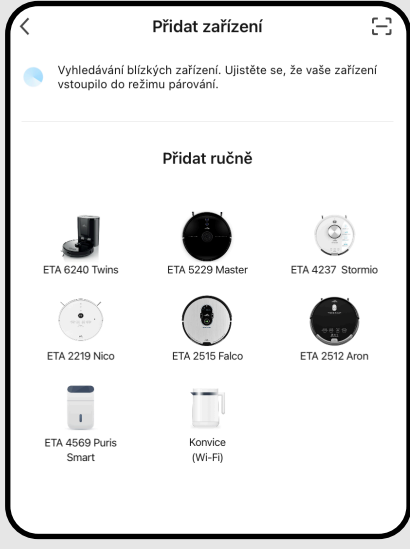 Přidat zařízení
Vyhledávání blízkých zařízení. Ujistěte se, že vaše zařízení
vstoupilo do režimu párování.
Přidat ručně
ETA 6240 Twins
ETA 5229 Master
ETA 4237 Stormio
ETA 2219 Nico
ETA 2515 Falco
ETA 2512 Aron
ETA 4569 Puris
Smart
Konvice
(Wi-Fi)